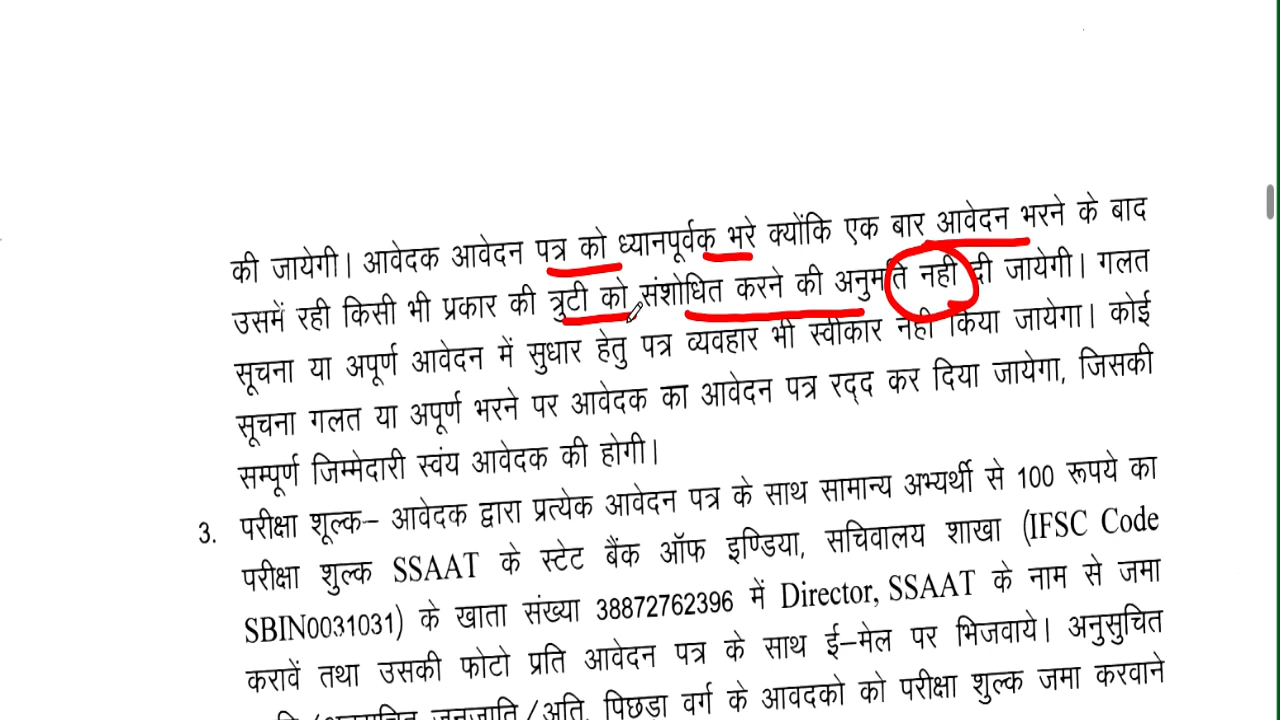 की जायेगी। आवेदक आवेदन पत्र को ध्यानपूर्वक भरे क्योंकि एक बार आवेदन भरने के बाद
उसमें रही किसी भी प्रकार की त्रुटी को संशोधित करने की अनुमति नही दी जायेगी। गलत
सूचना या अपूर्ण आवेदन में सुधार हेतु पत्र व्यवहार भी स्वीकार नही किया जायेगा। कोई
सूचना गलत या अपूर्ण भरने पर आवेदक का आवेदन पत्र रद्द कर दिया जायेगा, जिसकी
सम्पूर्ण जिम्मेदारी स्वंय आवेदक की होगी।
3. परीक्षा शूल्क– आवेदक द्वारा प्रत्येक आवेदन पत्र के साथ सामान्य अभ्यर्थी से 100 रूपये का
परीक्षा शुल्क SSAAT के स्टेट बैंक ऑफ इण्डिया, सचिवालय शाखा (IFSC Code
SBIN0031031) के खाता संख्या 38872762396 में Director, SSAAT के नाम से जमा
करावें तथा उसकी फोटो प्रति आवेदन पत्र के साथ ई–मेल पर भिजवाये। अनुसुचित
जनजाति/अति. पिछडा वर्ग के आवदको को परीक्षा शुल्क जमा करवाने